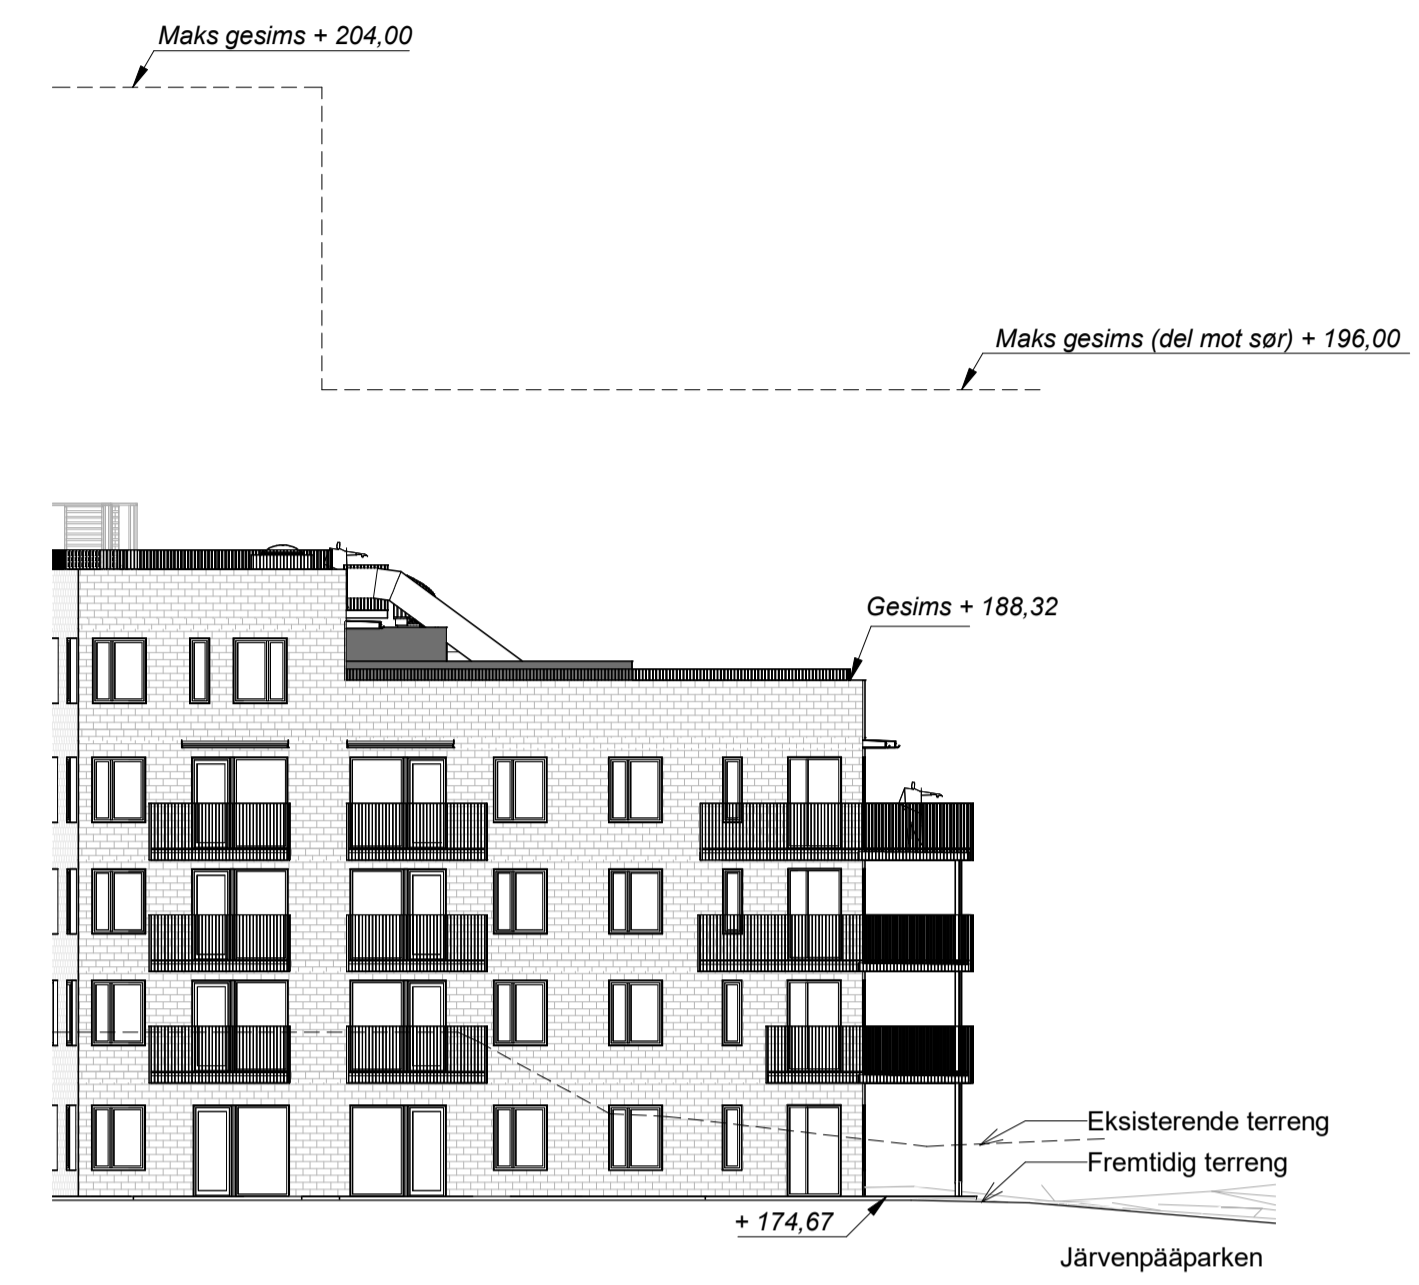 Maks gesims + 204,00
Maks gesims (del mot sør) + 196,00
Gesims + 188,32
Eksisterende terreng
Fremtidig terreng
+ 174,67
Järvenpääparken